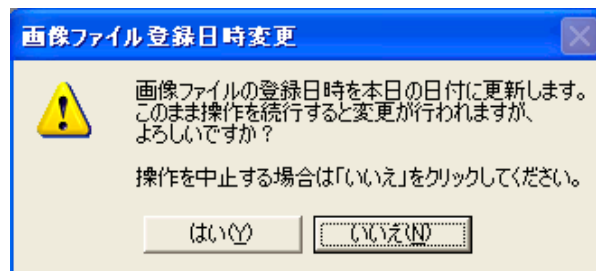 画像ファイル登録日時変更
画像ファイルの登録日時を本日の日付に更新します。
このまま操作を続行すると変更が行われますが、
よろしいですか？
操作を中止する場合は「いいえ」をクリックしてください。
はい(Y)
いいえ(N)